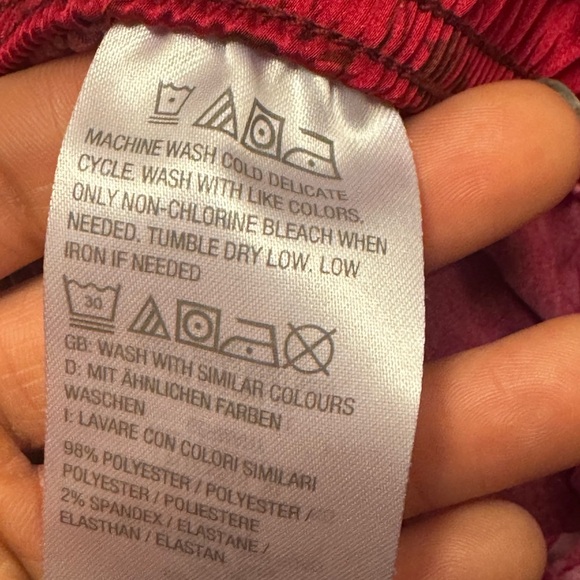 MACHINE WASH COLD DELICATE
CYCLE. WASH WITH LIKE COLORS.
ONLY NON-CHLORINE BLEACH WHEN
NEEDED. TUMBLE DRY LOW. LOW
IRON IF NEEDED
30
GB: WASH WITH SIMILAR COLOURS
D: MIT ÄHNLICHEN FARBEN
WASCHEN
I: LAVARE CON COLORI SIMILARI
98% POLYESTER / POLYESTER /
POLYESTER / POLIESTERE
2% SPANDEX / ELASTANE /
ELASTHAN / ELASTAN